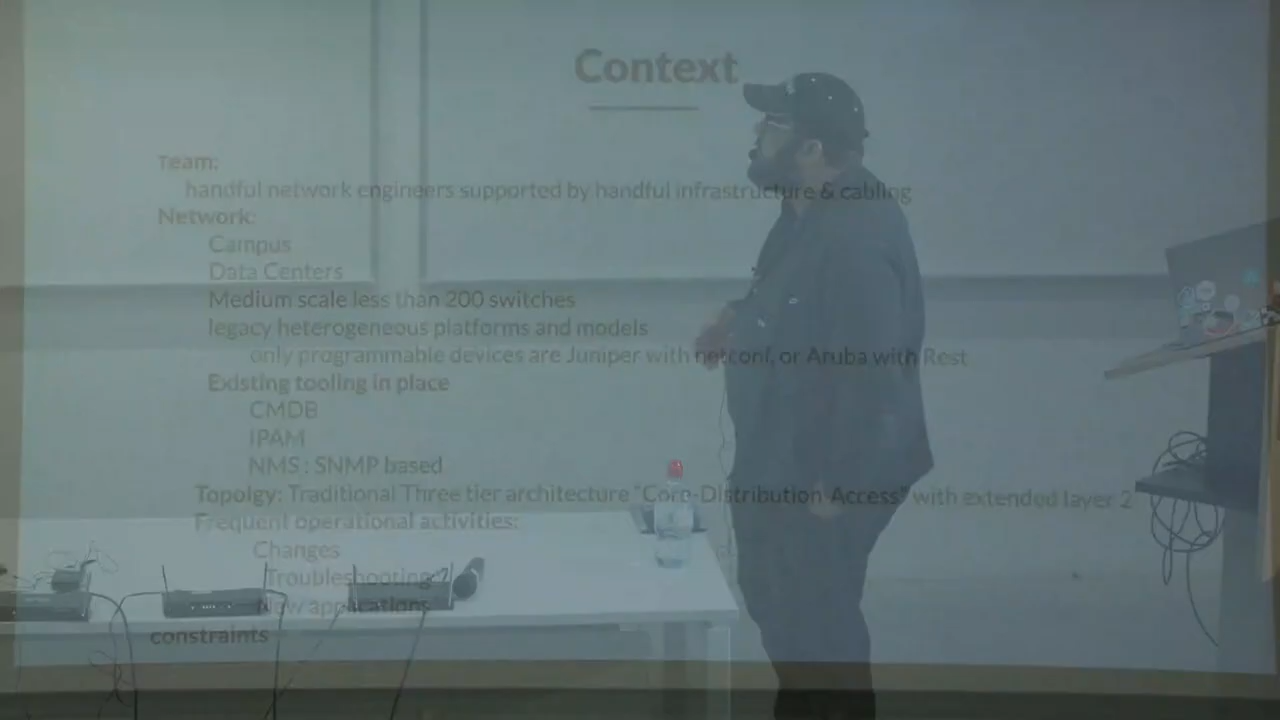 Context
Team:
handful network engineers supported by handful infrastructure & cabling
Network:
Campus
Data Centers
Medium scale less than 200 switches
legacy heterogeneous platforms and models
only programmable devices are Juniper with netconf, or Aruba with Rest
Existing tooling in place
CMDB
IPAM
NMS : SNMP based
Topolgy: Traditional Three tier architecture "Core-Distribution Access" with extended layer 2
Frequent operational activities:
Changes
Troubleshooting
New applications
constraints